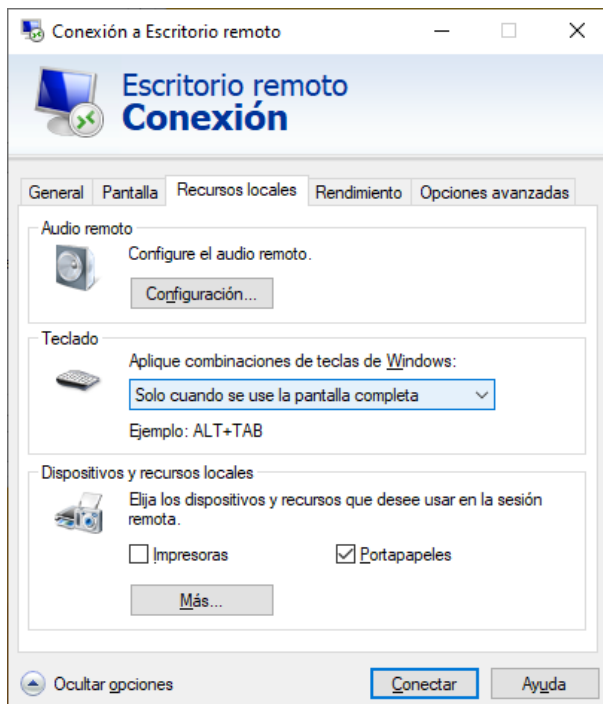 Conexión a Escritorio remoto
Escritorio remoto
Conexión
General Pantalla Recursos locales Rendimiento Opciones avanzadas
Audio remoto
Configure el audio remoto.
Configuración...
Teclado
Aplique combinaciones de teclas de Windows:
Solo cuando se use la pantalla completa
Ejemplo: ALT+TAB
Dispositivos y recursos locales
Elija los dispositivos y recursos que desee usar en la sesión
remota.
Impresoras Portapapeles
Más...
Ocultar opciones Conectar Ayuda